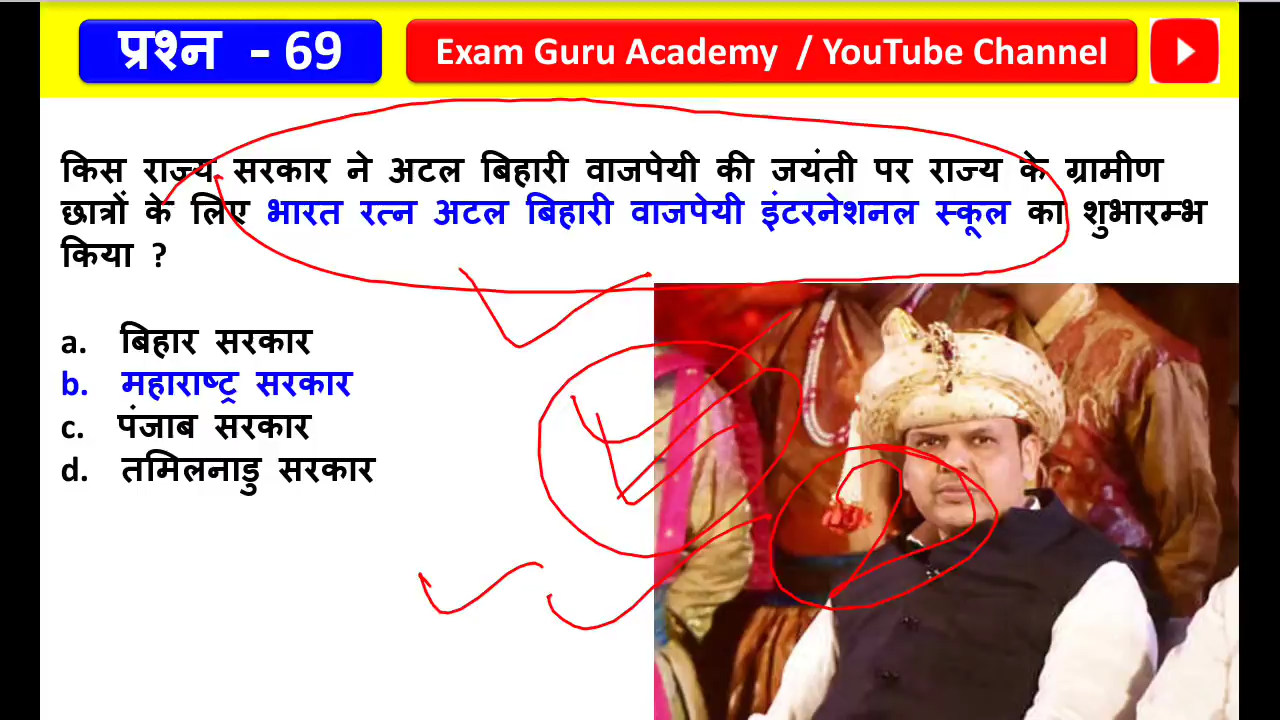 प्रश्न - 69
Exam Guru Academy / YouTube Channel
किस राज्य सरकार ने अटल बिहारी वाजपेयी की जयंती पर राज्य के ग्रामीण
छात्रों के लिए भारत रत्न अटल बिहारी वाजपेयी इंटरनेशनल स्कूल का शुभारम्भ
किया ?
a. बिहार सरकार
b. महाराष्ट्र सरकार
c. पंजाब सरकार
d. तमिलनाडु सरकार